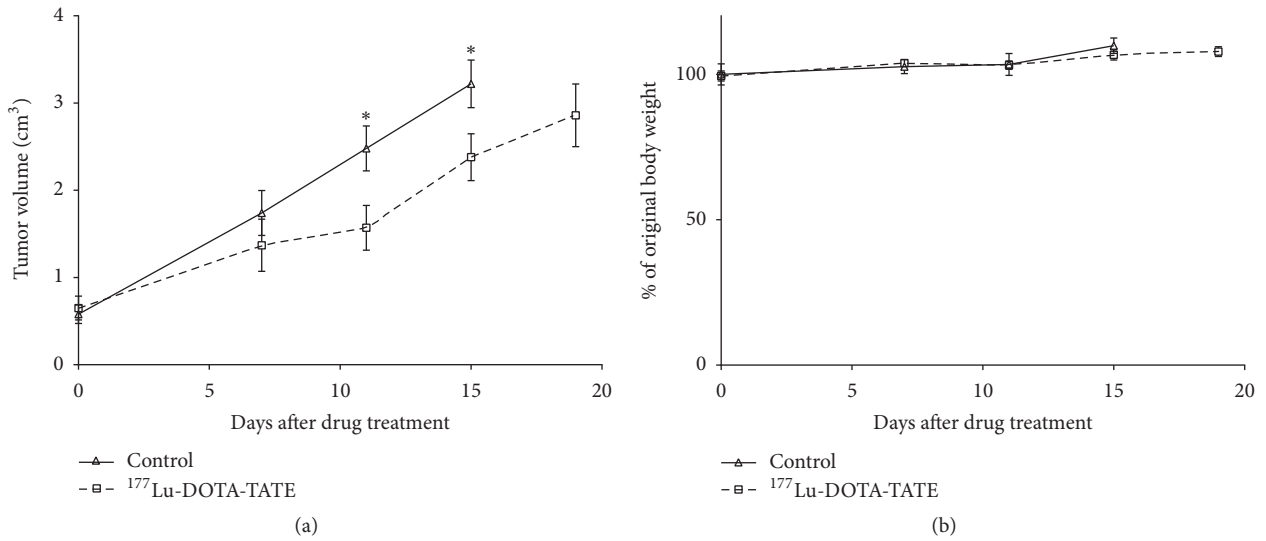 4
3
2
1
0
Tumor volume (cm³)
*
*
0
5
10
15
20
Days after drug treatment
Control
¹⁷⁷Lu-DOTA-TATE
(a)
100
50
0
% of original body weight
0
5
10
15
20
Days after drug treatment
Control
¹⁷⁷Lu-DOTA-TATE
(b)